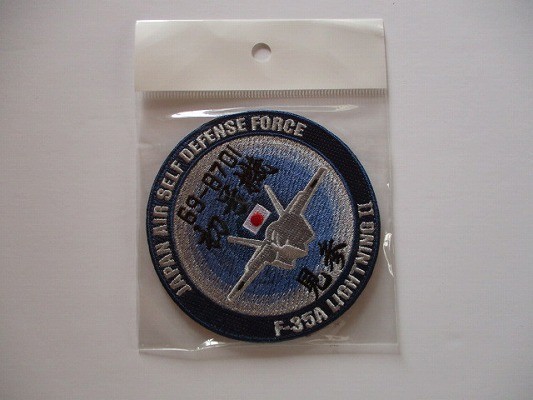 JAPAN AIR SELF DEFENSE FORCE
69-8701
初号機
見参
F-35A LIGHTNING II